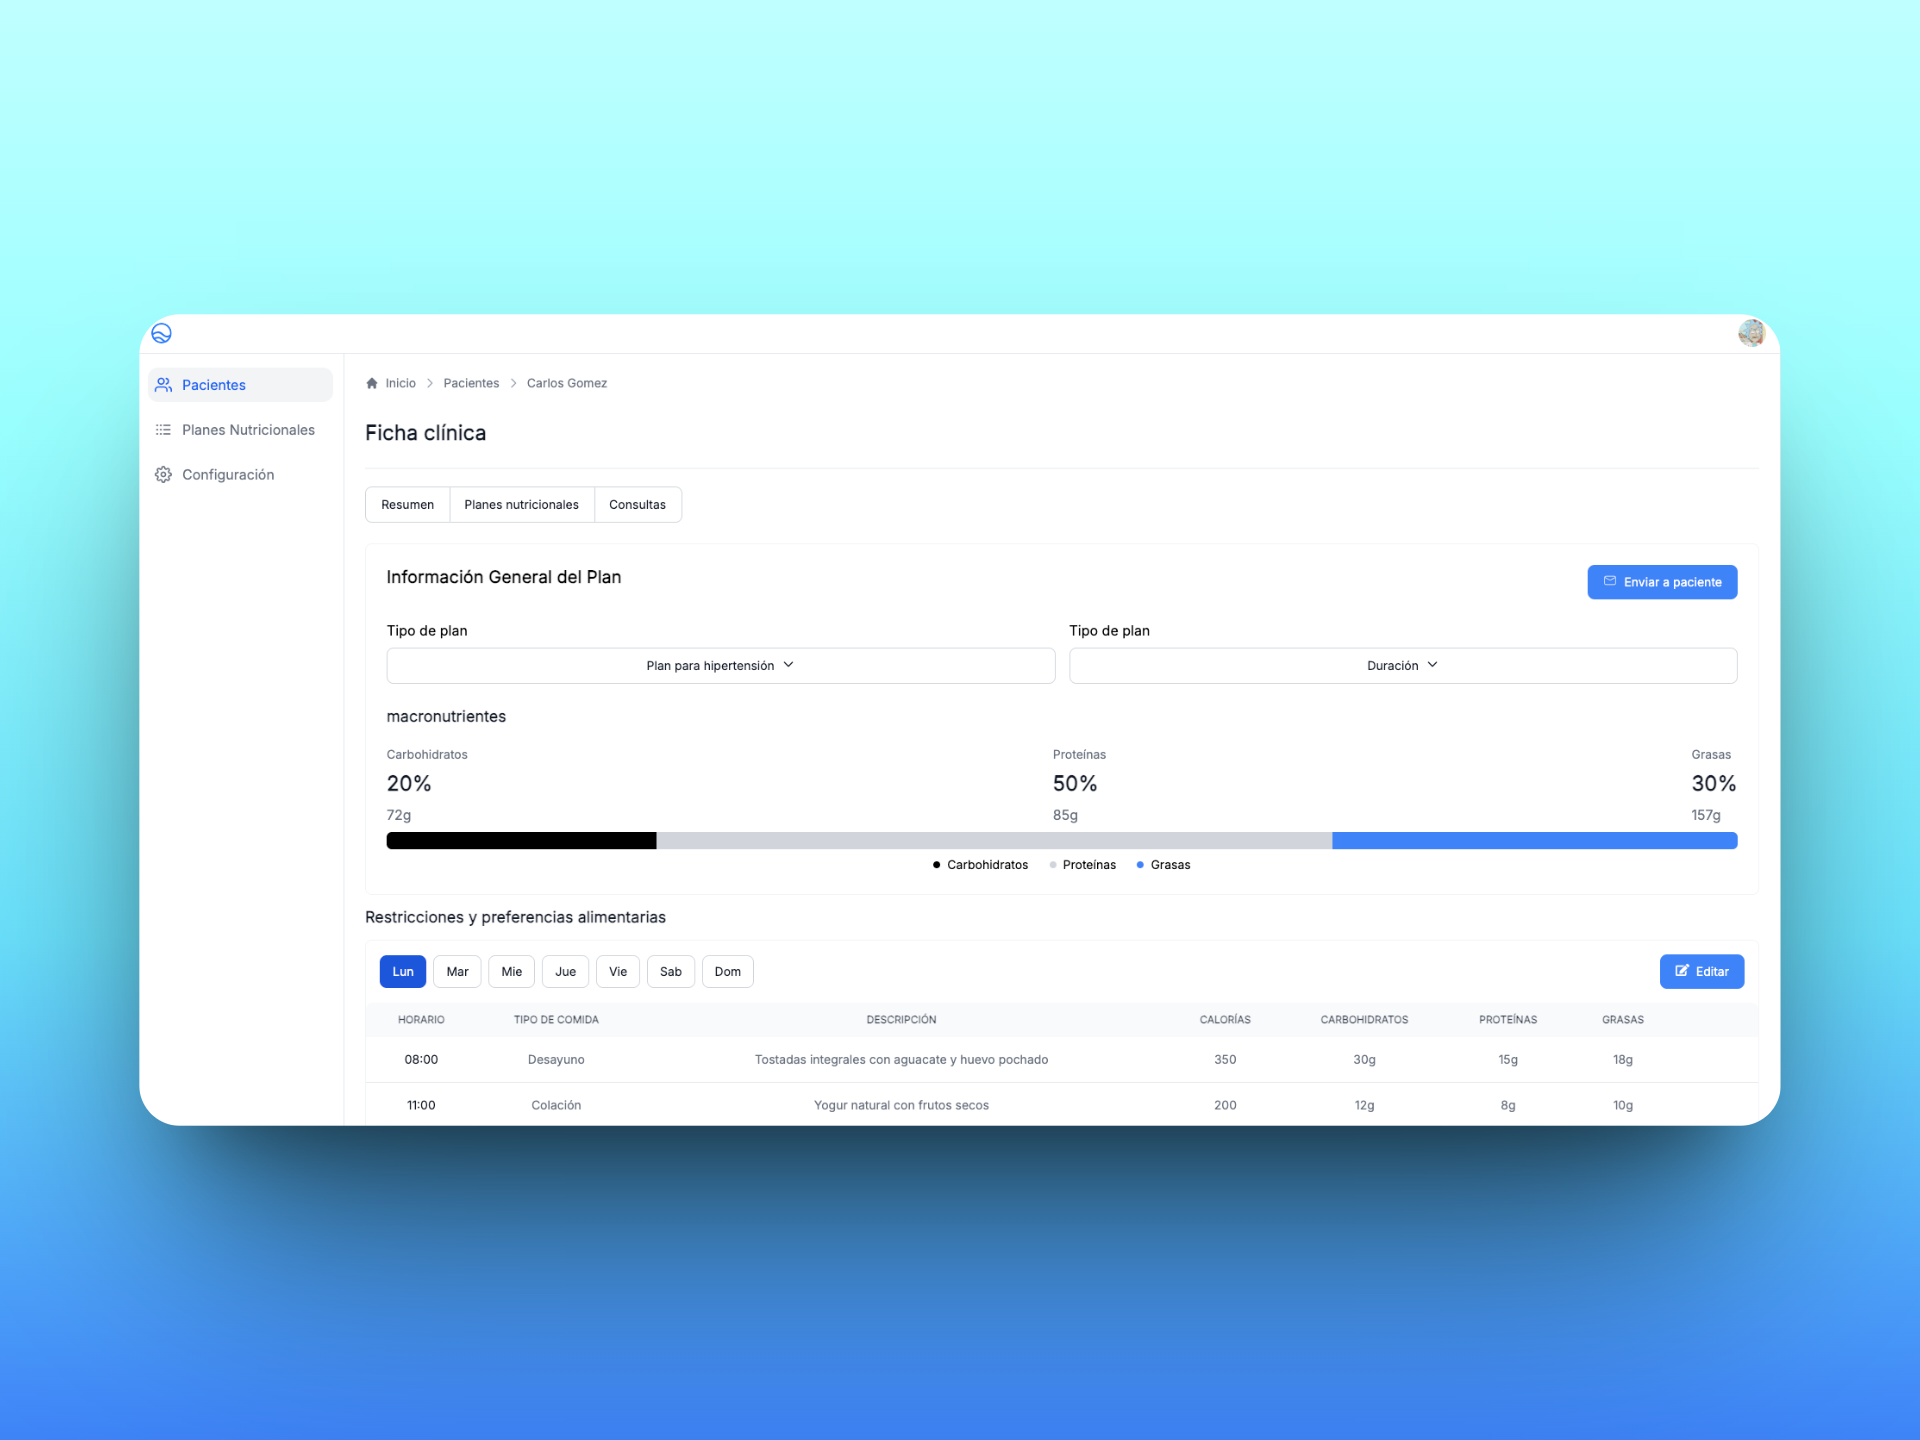 Inicio > Pacientes > Carlos Gomez
Pacientes
Planes Nutricionales
Configuración
Ficha clínica
Resumen Planes nutricionales Consultas
Información General del Plan
Enviar a paciente
Tipo de plan Tipo de plan
Plan para hipertensión Duración
macronutrientes
Carbohidratos Proteínas Grasas
20% 50% 30%
72g 85g 157g
Carbohidratos Proteínas Grasas
Restricciones y preferencias alimentarias
Lun Mar Mie Jue Vie Sab Dom Editar
HORARIO TIPO DE COMIDA DESCRIPCIÓN CALORÍAS CARBOHIDRATOS PROTEÍNAS GRASAS
08:00 Desayuno Tostadas integrales con aguacate y huevo pochado 350 30g 15g 18g
11:00 Colación Yogur natural con frutos secos 200 12g 8g 10g